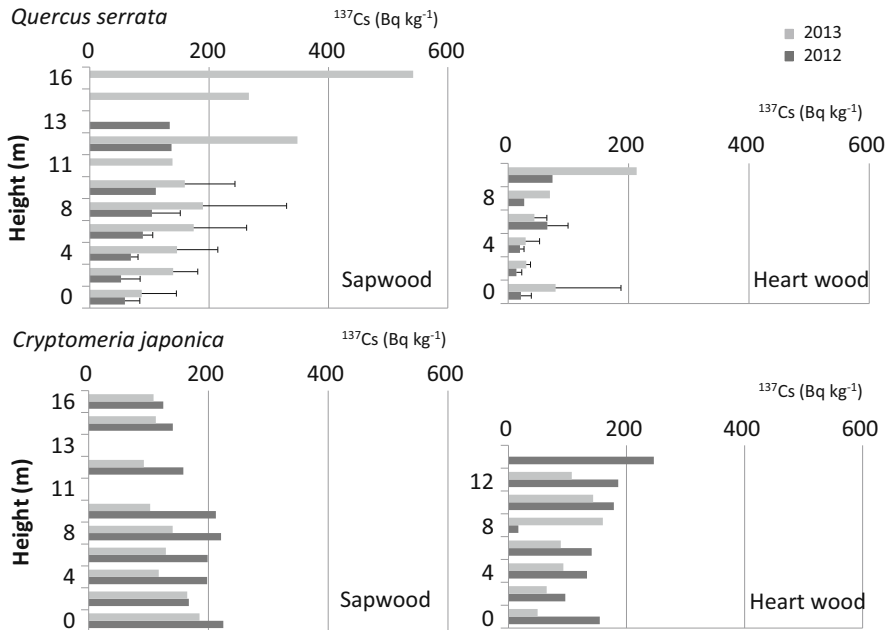 Quercus serrata
¹³⁷Cs (Bq kg⁻¹)
0 200 400 600
2013
2012
16
13
11
8
4
0
Height (m)
Sapwood
¹³⁷Cs (Bq kg⁻¹)
0 200 400 600
8
4
0
Heart wood
Cryptomeria japonica
¹³⁷Cs (Bq kg⁻¹)
0 200 400 600
16
13
11
8
4
0
Height (m)
Sapwood
¹³⁷Cs (Bq kg⁻¹)
0 200 400 600
12
8
4
0
Heart wood